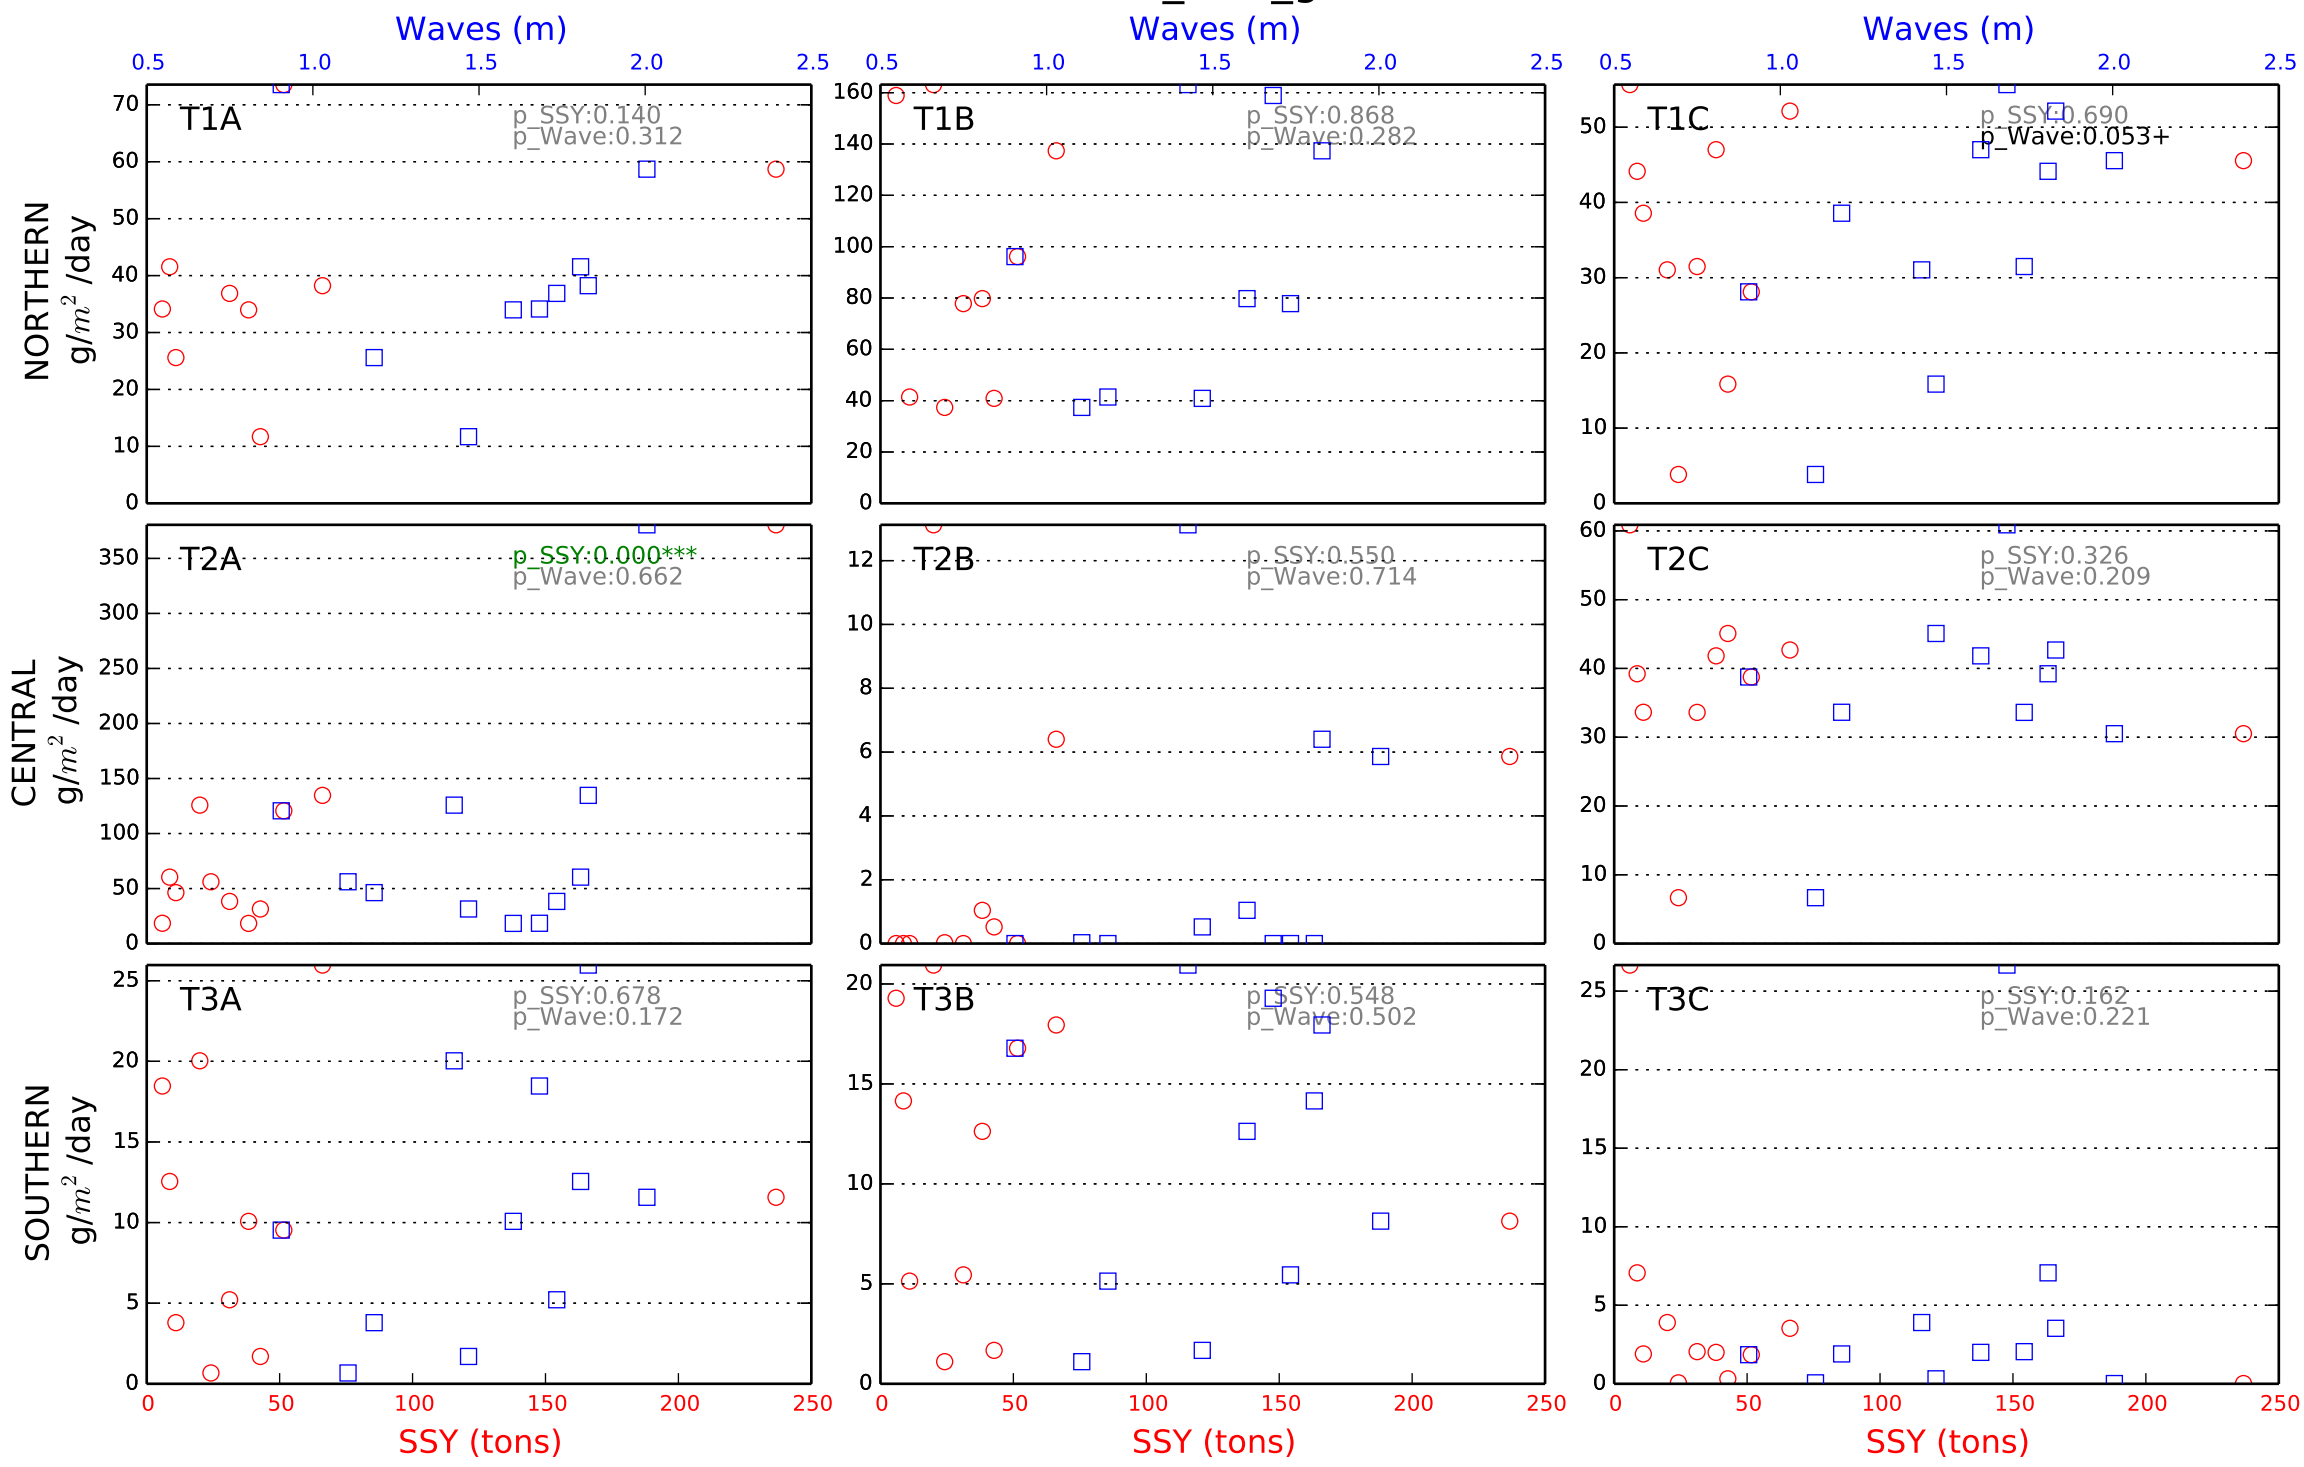 Waves (m) Waves (m) Waves (m)
0.5 1.0 1.5 2.0 2.5 0.5 1.0 1.5 2.0 2.5 0.5 1.0 1.5 2.0 2.5
NORTHERN
g/m² /day
70
60
50
40
30
20
10
0
T1A
p_SSY:0.140
p_Wave:0.312
160
140
120
100
80
60
40
20
0
T1B
p_SSY:0.868
p_Wave:0.282
50
40
30
20
10
0
T1C
p_SSY:0.690
p_Wave:0.053+
CENTRAL
g/m² /day
350
300
250
200
150
100
50
0
T2A
p_SSY:0.000***
p_Wave:0.662
12
10
8
6
4
2
0
T2B
p_SSY:0.550
p_Wave:0.714
60
50
40
30
20
10
0
T2C
p_SSY:0.326
p_Wave:0.209
SOUTHERN
g/m² /day
25
20
15
10
5
0
T3A
p_SSY:0.678
p_Wave:0.172
20
15
10
5
0
T3B
p_SSY:0.548
p_Wave:0.502
25
20
15
10
5
0
T3C
p_SSY:0.162
p_Wave:0.221
0 50 100 150 200 250 0 50 100 150 200 250 0 50 100 150 200 250
SSY (tons) SSY (tons) SSY (tons)